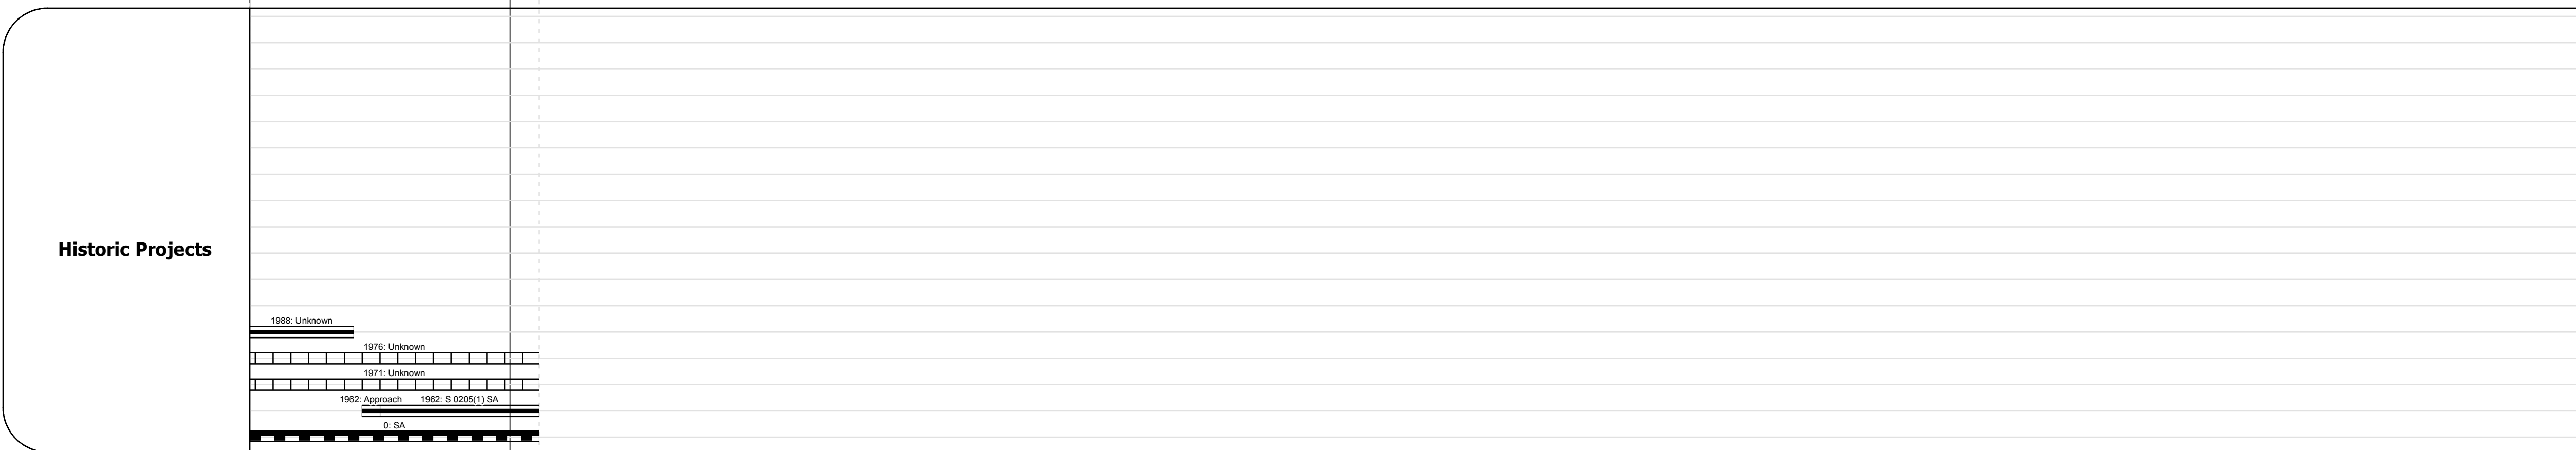 Historic Projects
1988: Unknown
1976: Unknown
1971: Unknown
1962: Approach 1962: S 0205(1) SA
0: SA